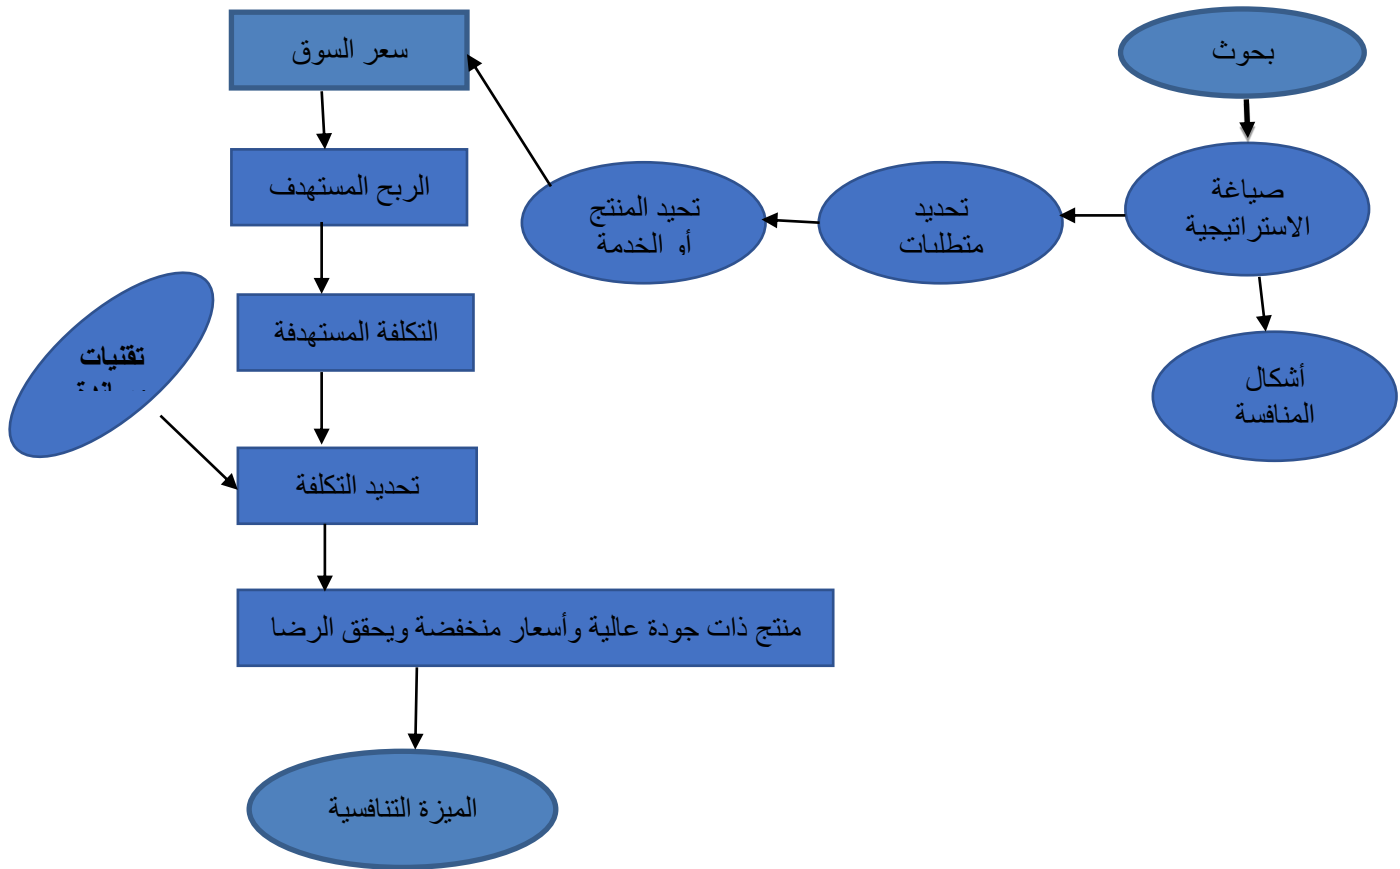 بحوث
صياغة
الاستراتيجية
أشكال
المنافسة
تحديد
متطلبات
تحيد المنتج
أو الخدمة
سعر السوق
الربح المستهدف
التكلفة المستهدفة
تقنيات
تحديد التكلفة
منتج ذات جودة عالية وأسعار منخفضة ويحقق الرضا
الميزة التنافسية